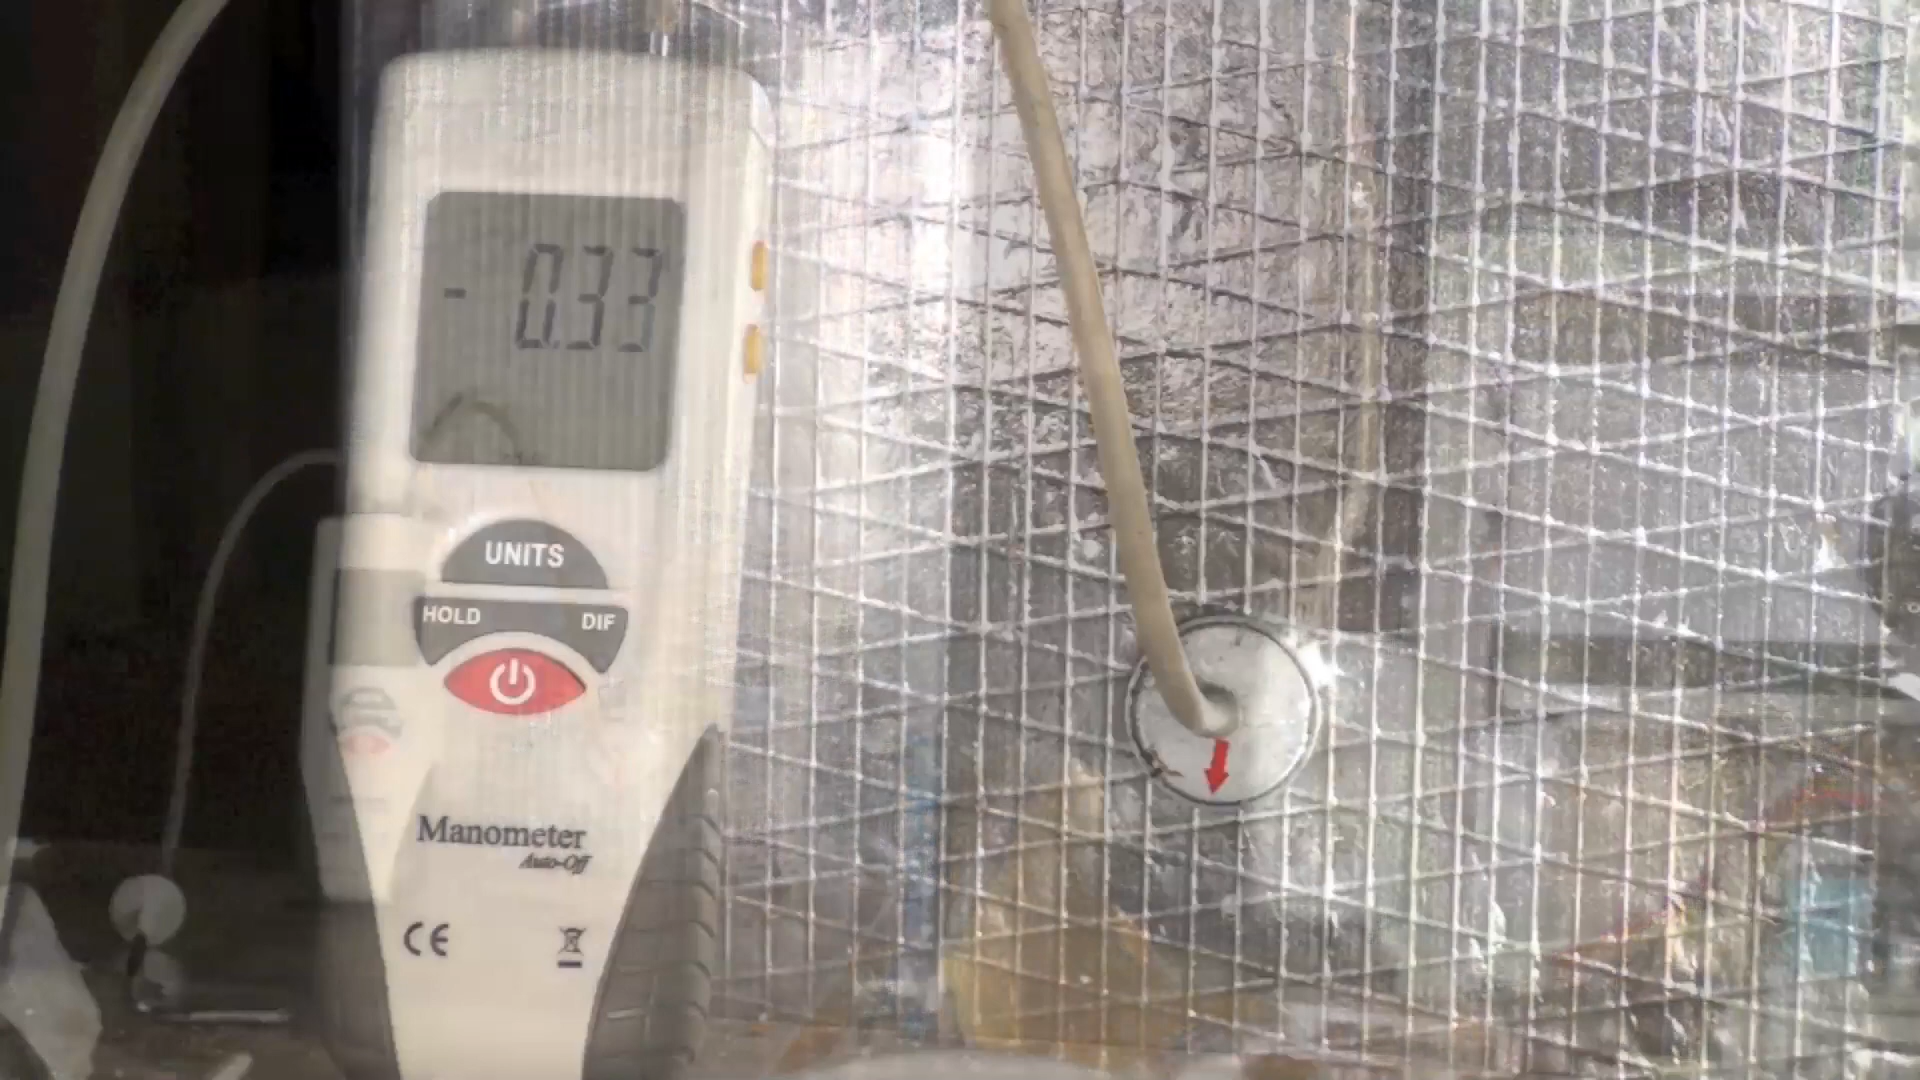 - 0.33
UNITS
HOLD DIF
Manometer
Auto-Off
CE